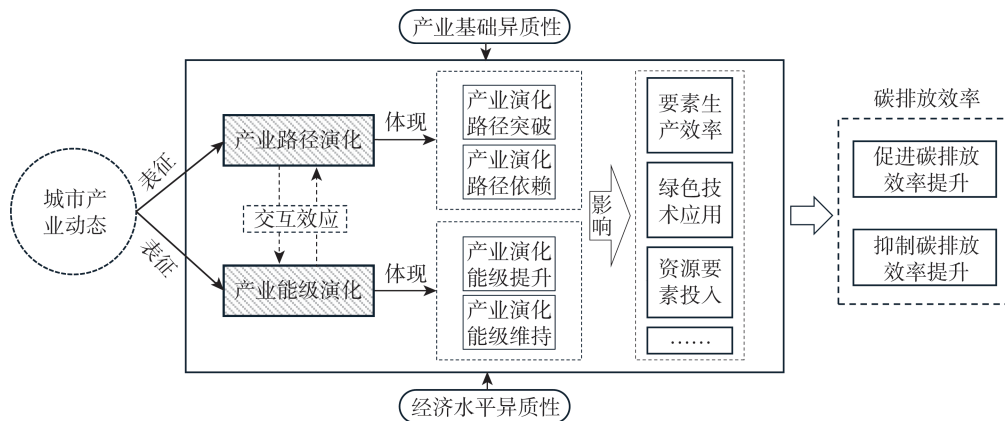 产业基础异质性
城市产
业动态
表征
表征
产业路径演化
交互效应
产业能级演化
体现
体现
产业演化
路径突破
产业演化
路径依赖
产业演化
能级提升
产业演化
能级维持
影响
要素生
产效率
绿色技
术应用
资源要
素投入
……
碳排放效率
促进碳排放
效率提升
抑制碳排放
效率提升
经济水平异质性